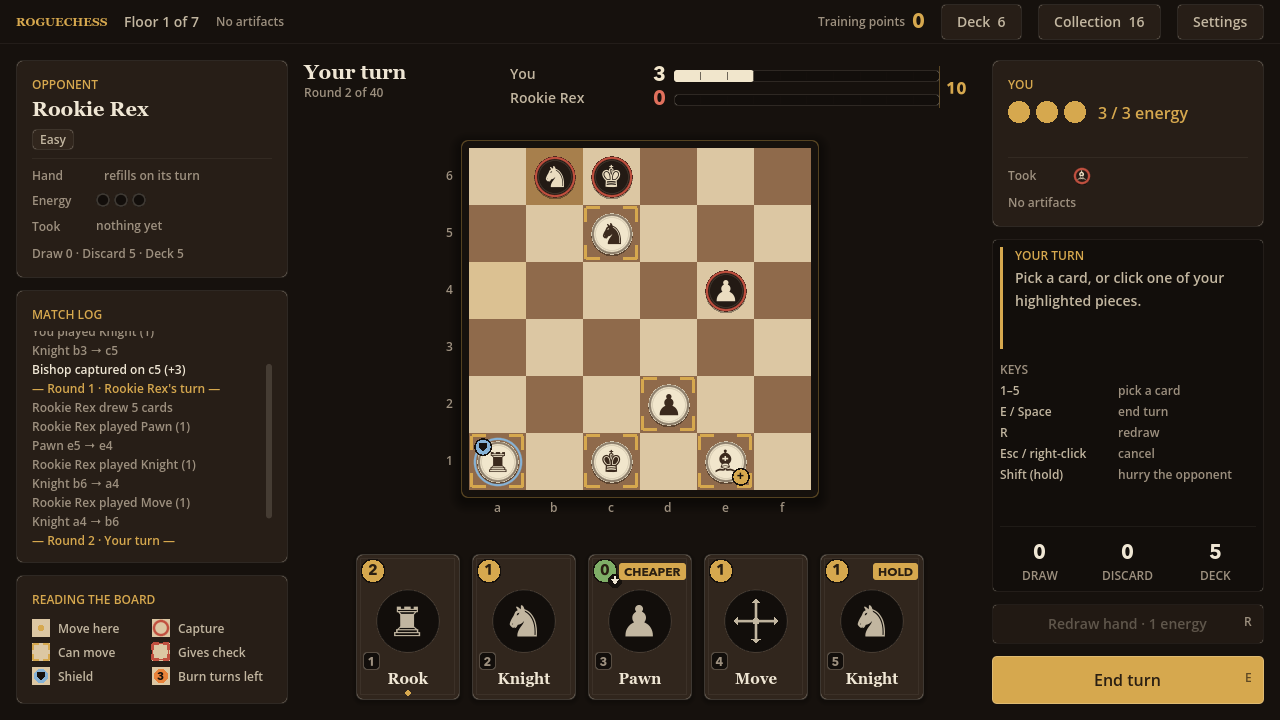 ROGUECHESS Floor 1 of 7 No artifacts Training points 0 Deck 6 Collection 16 Settings
OPPONENT
Rookie Rex
Easy
Hand refills on its turn
Energy
Took nothing yet
Draw 0 · Discard 5 · Deck 5
MATCH LOG
You played Knight (1)
Knight b3 → c5
Bishop captured on c5 (+3)
— Round 1 · Rookie Rex's turn —
Rookie Rex drew 5 cards
Rookie Rex played Pawn (1)
Pawn e5 → e4
Rookie Rex played Knight (1)
Knight b6 → a4
Rookie Rex played Move (1)
Knight a4 → b6
— Round 2 · Your turn —
READING THE BOARD
Move here Capture
Can move Gives check
Shield 3 Burn turns left
Your turn
Round 2 of 40
You 3
Rookie Rex 0
10
6
5
4
3
2
1
a b c d e f
+
2
1 Rook
1
2 Knight
0 CHEAPER
3 Pawn
1
4 Move
1 HOLD
5 Knight
YOU
3 / 3 energy
Took
No artifacts
YOUR TURN
Pick a card, or click one of your
highlighted pieces.
KEYS
1–5 pick a card
E / Space end turn
R redraw
Esc / right-click cancel
Shift (hold) hurry the opponent
0 0 5
DRAW DISCARD DECK
Redraw hand · 1 energy R
End turn E